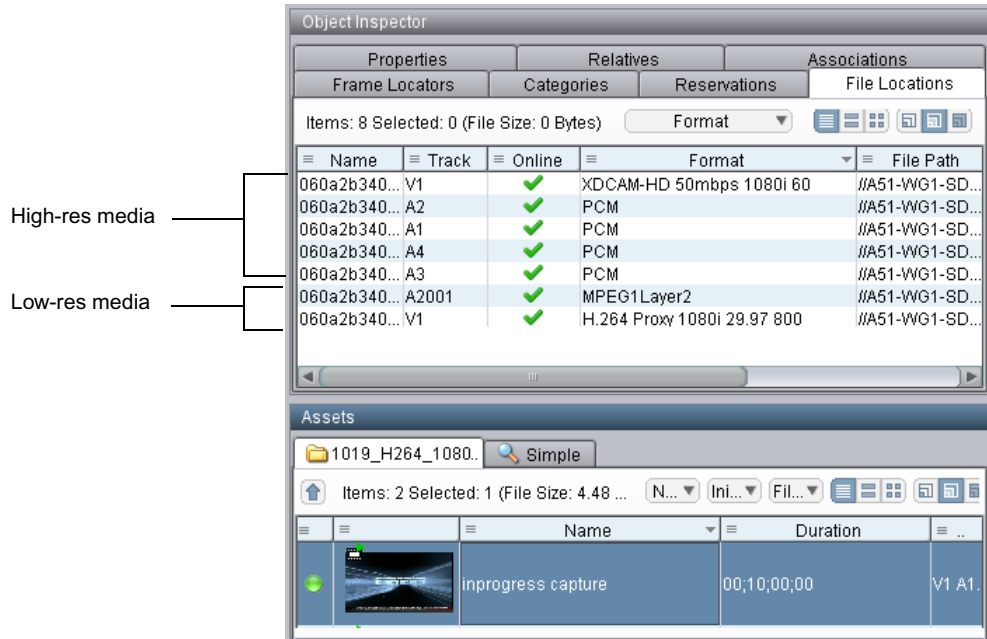 Object Inspector
Properties Relatives Associations
Frame Locators Categories Reservations File Locations
Items: 8 Selected: 0 (File Size: 0 Bytes) Format
Name Track Online Format File Path
High-res media
060a2b340... V1 XDCAM-HD 50mbps 1080i 60 //A51-WG1-SD...
060a2b340... A2 PCM //A51-WG1-SD...
060a2b340... A1 PCM //A51-WG1-SD...
060a2b340... A4 PCM //A51-WG1-SD...
060a2b340... A3 PCM //A51-WG1-SD...
Low-res media
060a2b340... A2001 MPEG1Layer2 //A51-WG1-SD...
060a2b340... V1 H.264 Proxy 1080i 29.97 800 //A51-WG1-SD...
Assets
1019_H264_1080.. Simple
Items: 2 Selected: 1 (File Size: 4.48 ... N... Ini... Fil...
Name Duration ..
inprogress capture 00;10;00;00 V1 A1.